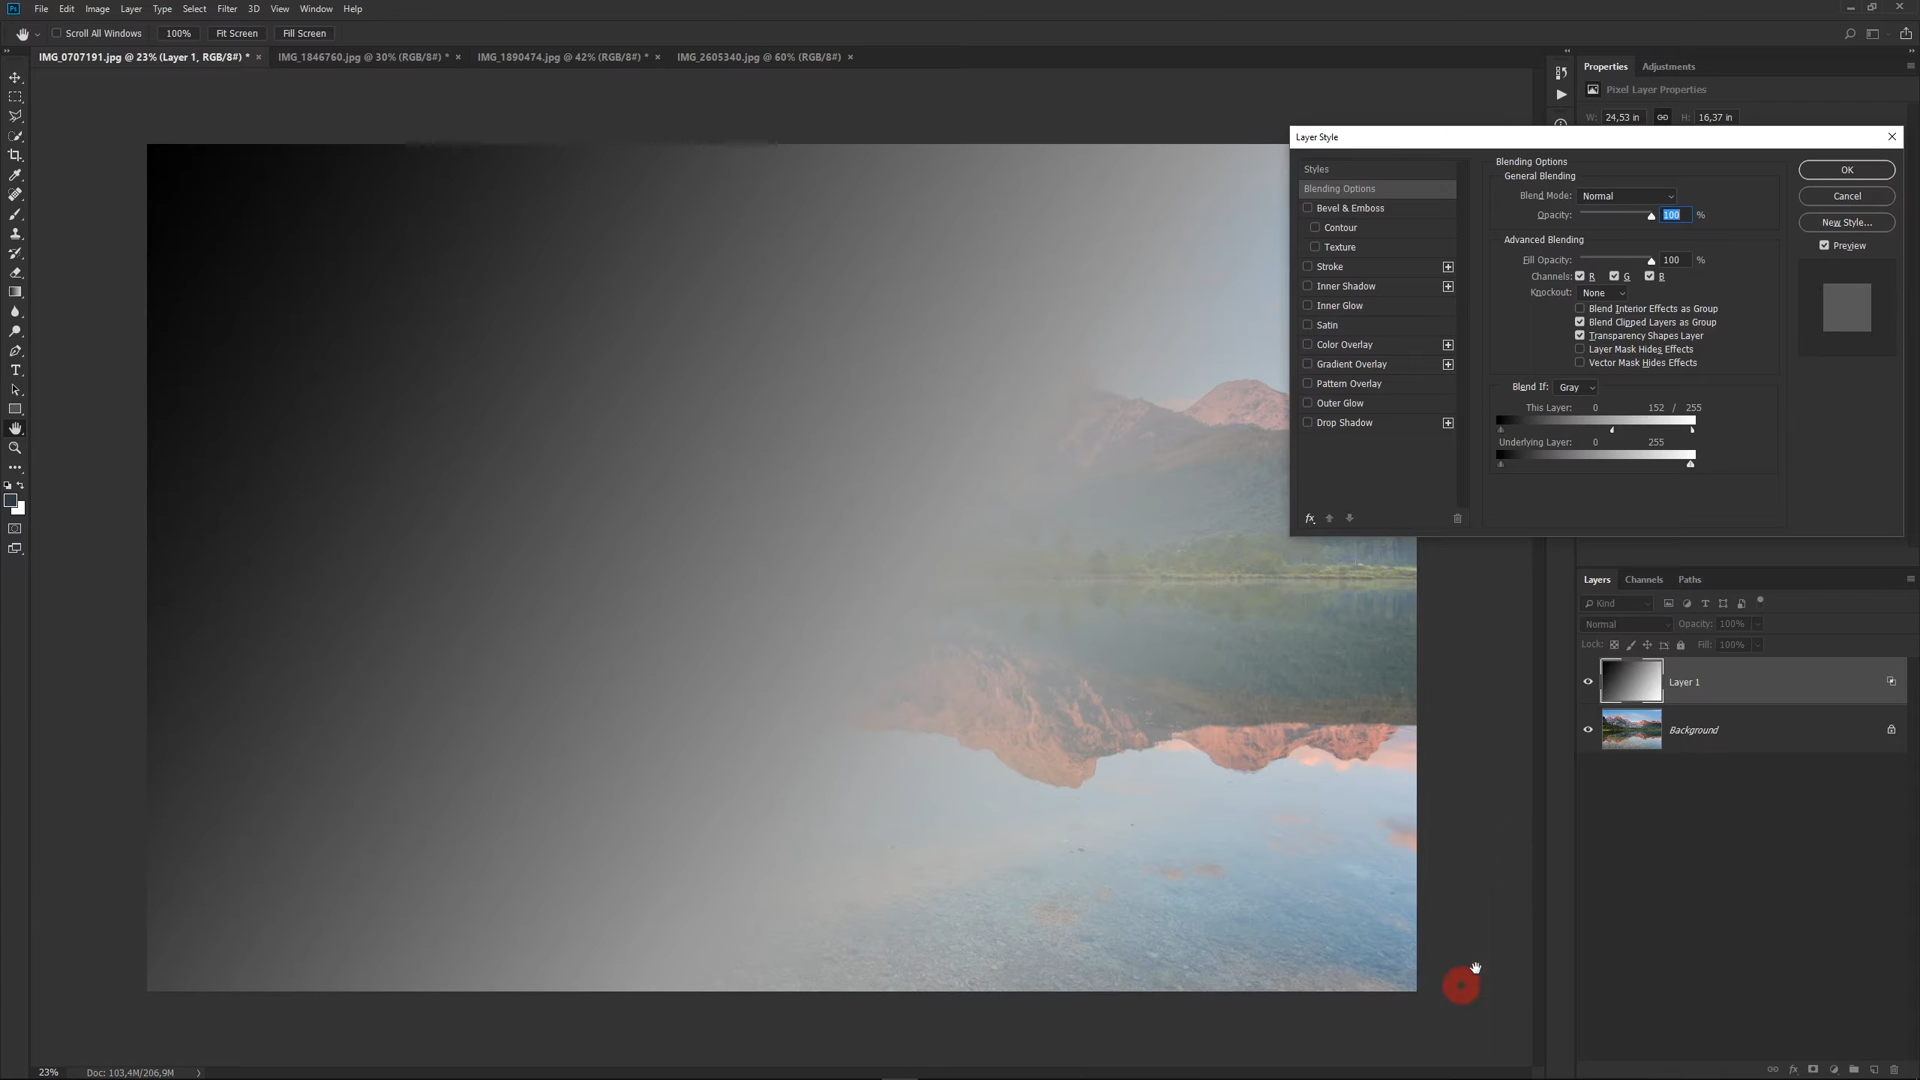 Ps File Edit Image Layer Type Select Filter 3D View Window Help
Scroll All Windows 100% Fit Screen Fill Screen
IMG_0707191.jpg @ 23% (Layer 1, RGB/8#) * × IMG_1846760.jpg @ 30% (RGB/8#) * × IMG_1890474.jpg @ 42% (RGB/8#) * × IMG_2605340.jpg @ 60% (RGB/8#) ×
Properties Adjustments
Pixel Layer Properties
W: 24,53 in H: 16,37 in
Layer Style
Styles
Blending Options
Bevel & Emboss
Contour
Texture
Stroke
Inner Shadow
Inner Glow
Satin
Color Overlay
Gradient Overlay
Pattern Overlay
Outer Glow
Drop Shadow
fx
Blending Options
General Blending
Blend Mode: Normal
Opacity: 100 %
Advanced Blending
Fill Opacity: 100 %
Channels: R G B
Knockout: None
Blend Interior Effects as Group
Blend Clipped Layers as Group
Transparency Shapes Layer
Layer Mask Hides Effects
Vector Mask Hides Effects
Blend If: Gray
This Layer: 0 152 / 255
Underlying Layer: 0 255
OK
Cancel
New Style...
Preview
Layers Channels Paths
Kind
Normal Opacity: 100%
Lock: Fill: 100%
Layer 1
Background
23% Doc: 103,4M/206,9M
fx